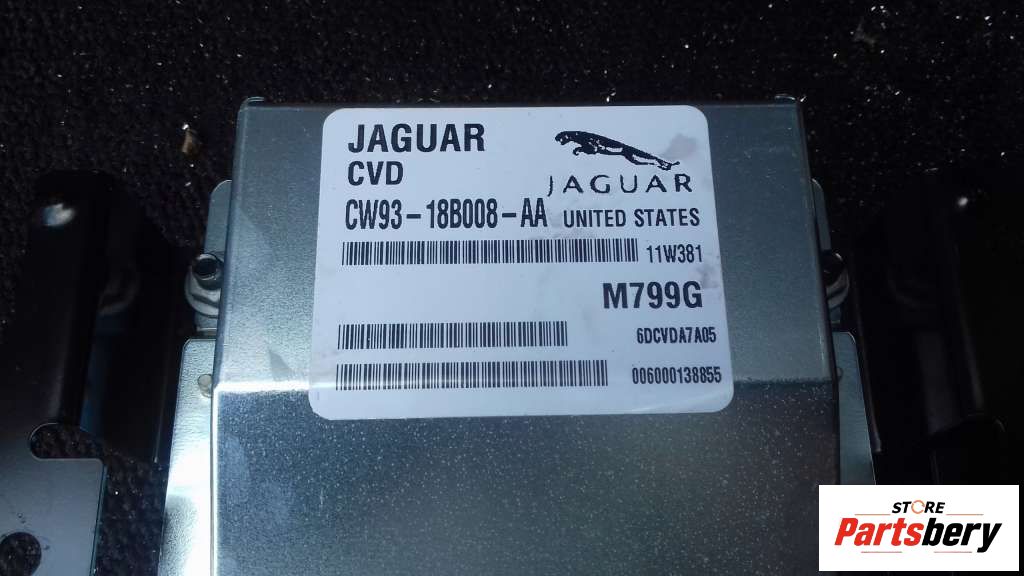 JAGUAR
CVD
JAGUAR
CW93-18B008-AA UNITED STATES
11W381
M799G
6DCVDA7A05
006000138855
STORE
Partsbery